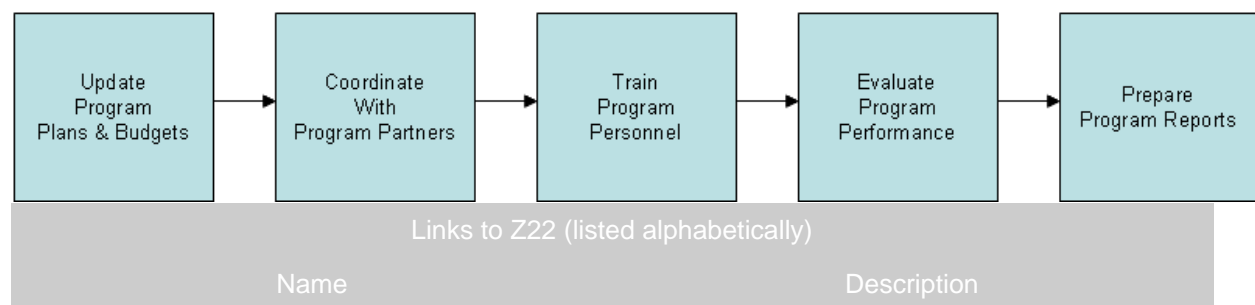 Update
Program
Plans & Budgets
Coordinate
With
Program Partners
Train
Program
Personnel
Evaluate
Program
Performance
Prepare
Program Reports
Links to Z22 (listed alphabetically)
Name Description